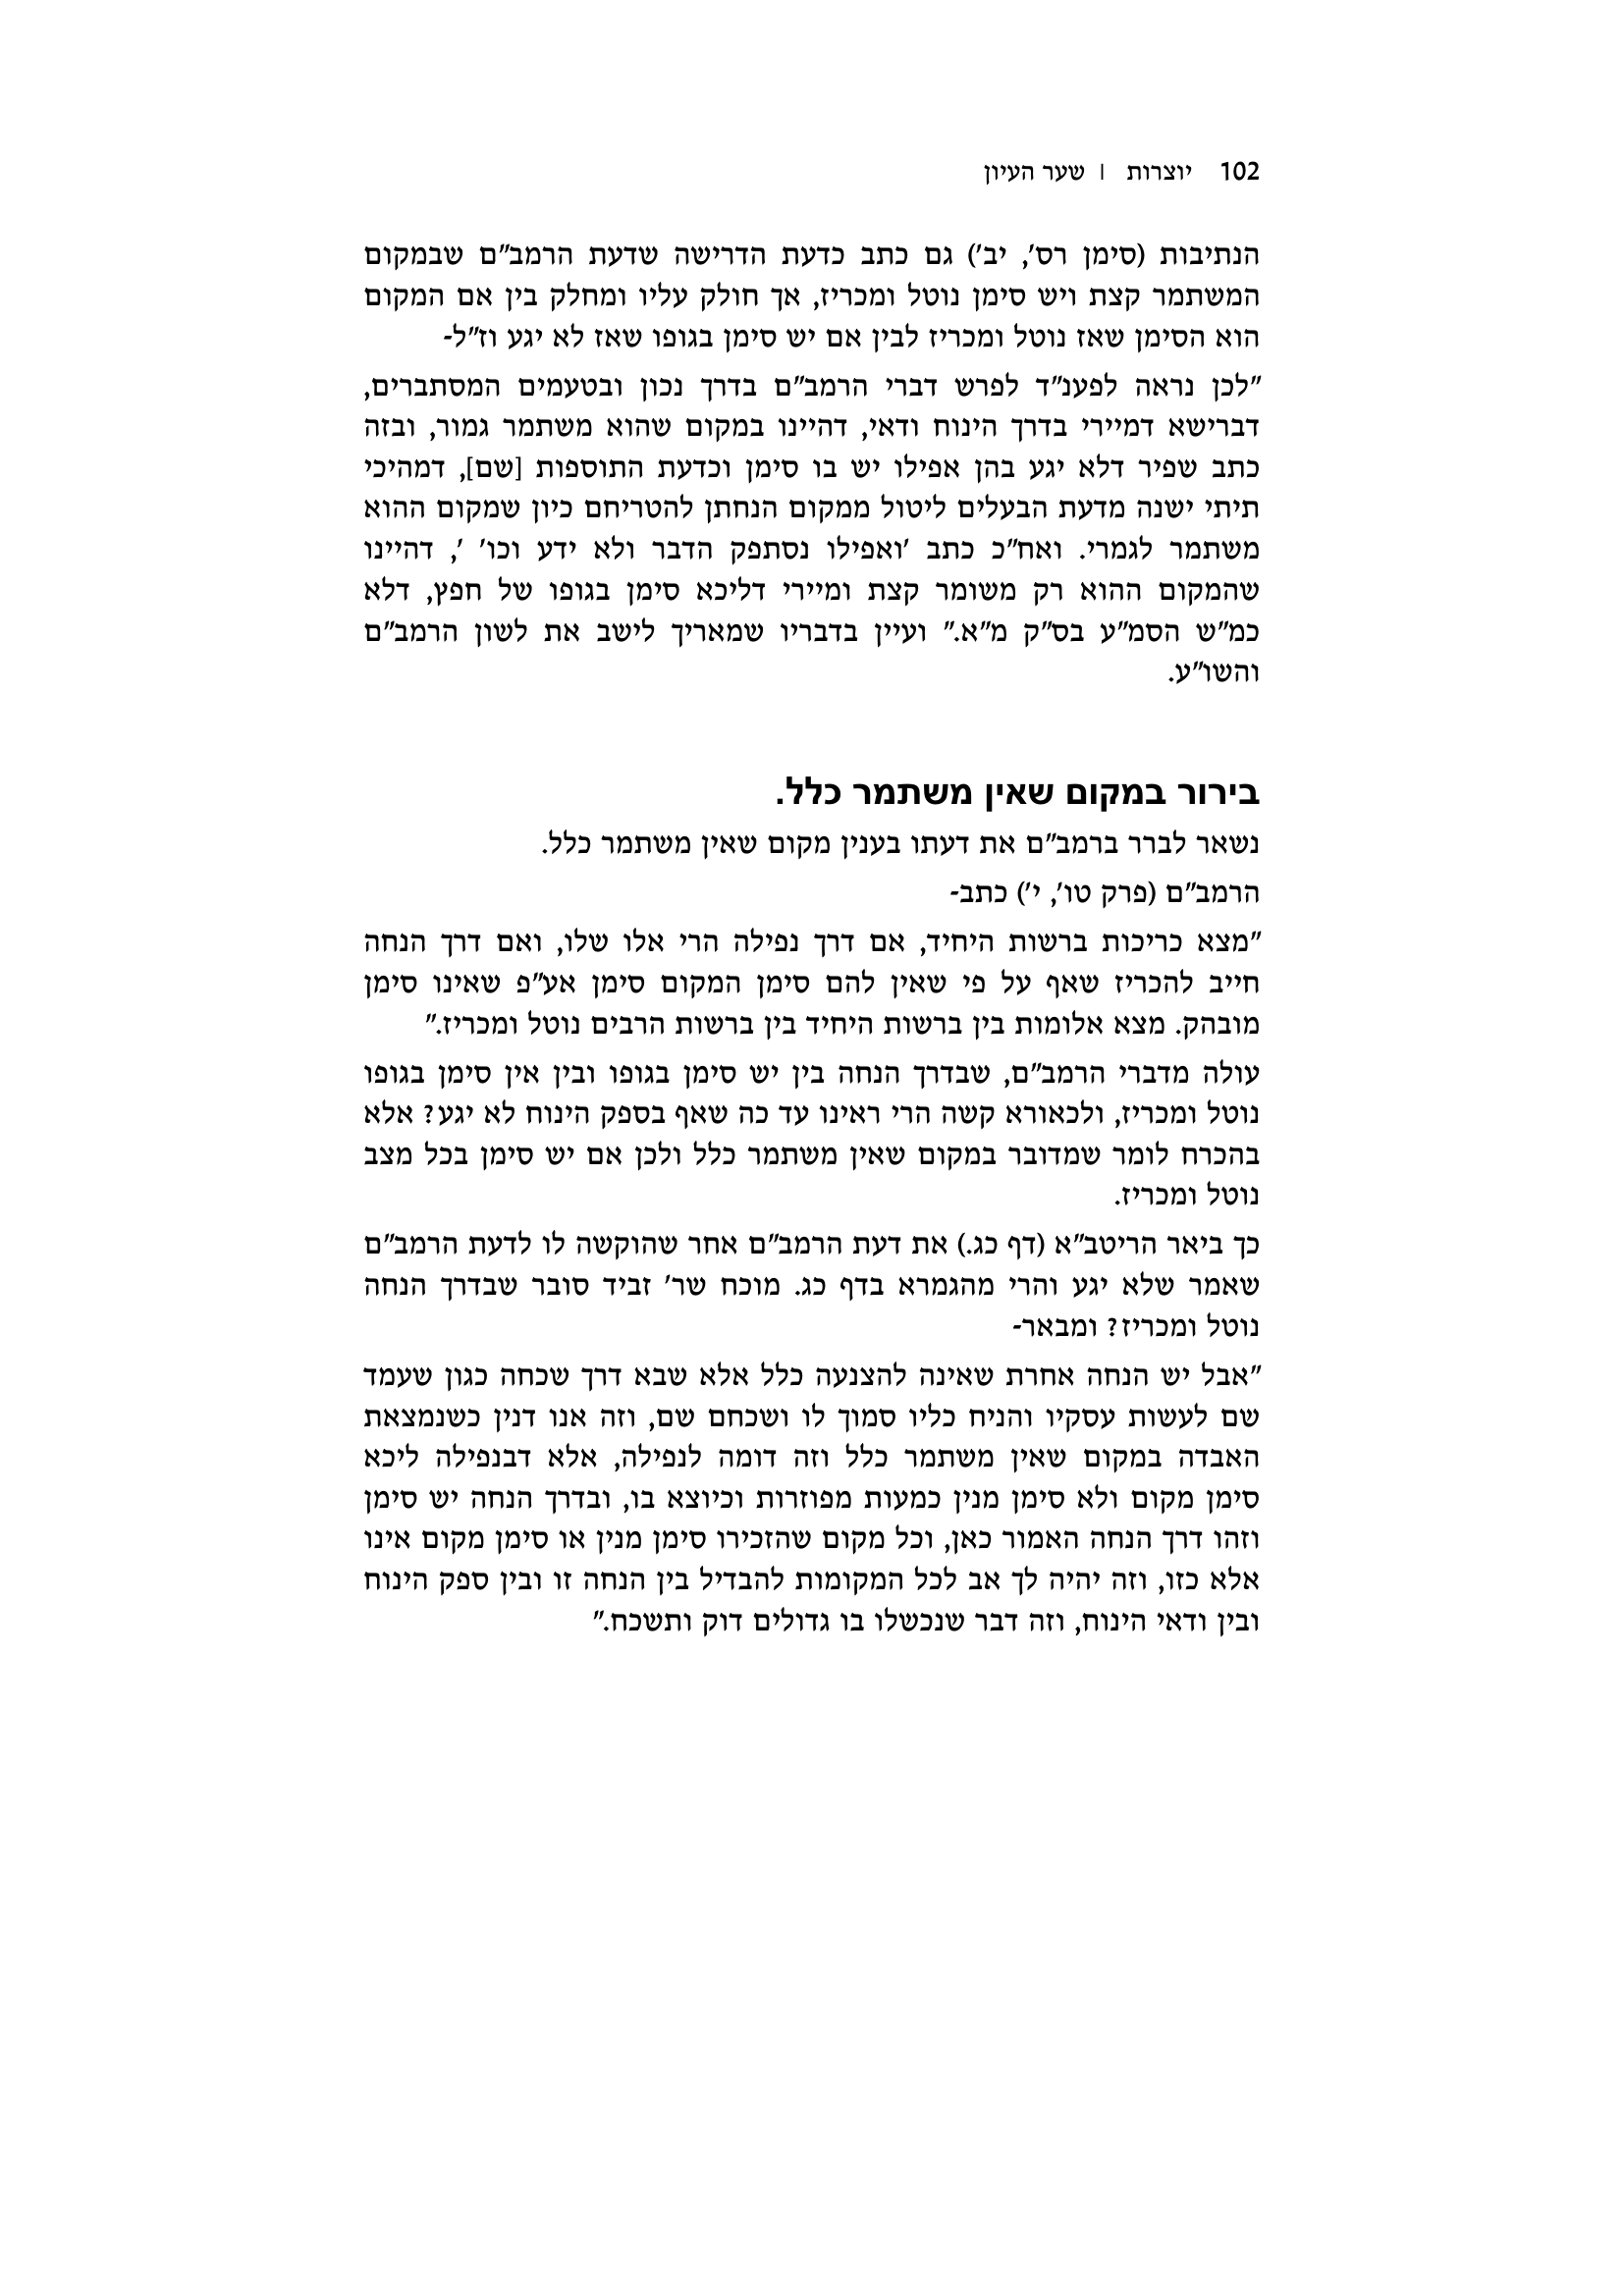 102 יוצרות | שער העיון
הנתיבות (סימן רס', יב') גם כתב כדעת הדרישה שדעת הרמב"ם שבמקום
המשתמר קצת ויש סימן נוטל ומכריז, אך חולק עליו ומחלק בין אם המקום
הוא הסימן שאז נוטל ומכריז לבין אם יש סימן בגופו שאז לא יגע וז"ל-
"לכן נראה לפענ"ד לפרש דברי הרמב"ם בדרך נכון ובטעמים המסתברים,
דברישא דמיירי בדרך הינוח ודאי, דהיינו במקום שהוא משתמר גמור, ובזה
כתב שפיר דלא יגע בהן אפילו יש בו סימן וכדעת התוספות [שם], דמהיכי
תיתי ישנה מדעת הבעלים ליטול ממקום הנחתן להטריחם כיון שמקום ההוא
משתמר לגמרי. ואח"כ כתב 'ואפילו נסתפק הדבר ולא ידע וכו' ', דהיינו
שהמקום ההוא רק משומר קצת ומיירי דליכא סימן בגופו של חפץ, דלא
כמ"ש הסמ"ע בס"ק מ"א." ועיין בדבריו שמאריך לישב את לשון הרמב"ם
והשו"ע.
בירור במקום שאין משתמר כלל.
נשאר לברר ברמב"ם את דעתו בענין מקום שאין משתמר כלל.
הרמב"ם (פרק טו', י') כתב-
"מצא כריכות ברשות היחיד, אם דרך נפילה הרי אלו שלו, ואם דרך הנחה
חייב להכריז שאף על פי שאין להם סימן המקום סימן אע"פ שאינו סימן
מובהק. מצא אלומות בין ברשות היחיד בין ברשות הרבים נוטל ומכריז."
עולה מדברי הרמב"ם, שבדרך הנחה בין יש סימן בגופו ובין אין סימן בגופו
נוטל ומכריז, ולכאורא קשה הרי ראינו עד כה שאף בספק הינוח לא יגע? אלא
בהכרח לומר שמדובר במקום שאין משתמר כלל ולכן אם יש סימן בכל מצב
נוטל ומכריז.
כך ביאר הריטב"א (דף כג.) את דעת הרמב"ם אחר שהוקשה לו לדעת הרמב"ם
שאמר שלא יגע והרי מהגמרא בדף כג. מוכח שר' זביד סובר שבדרך הנחה
נוטל ומכריז? ומבאר-
"אבל יש הנחה אחרת שאינה להצנעה כלל אלא שבא דרך שכחה כגון שעמד
שם לעשות עסקיו והניח כליו סמוך לו ושכחם שם, וזה אנו דנין כשנמצאת
האבדה במקום שאין משתמר כלל וזה דומה לנפילה, אלא דבנפילה ליכא
סימן מקום ולא סימן מנין כמעות מפוזרות וכיוצא בו, ובדרך הנחה יש סימן
וזהו דרך הנחה האמור כאן, וכל מקום שהזכירו סימן מנין או סימן מקום אינו
אלא כזו, וזה יהיה לך אב לכל המקומות להבדיל בין הנחה זו ובין ספק הינוח
ובין ודאי הינוח, וזה דבר שנכשלו בו גדולים דוק ותשכח."